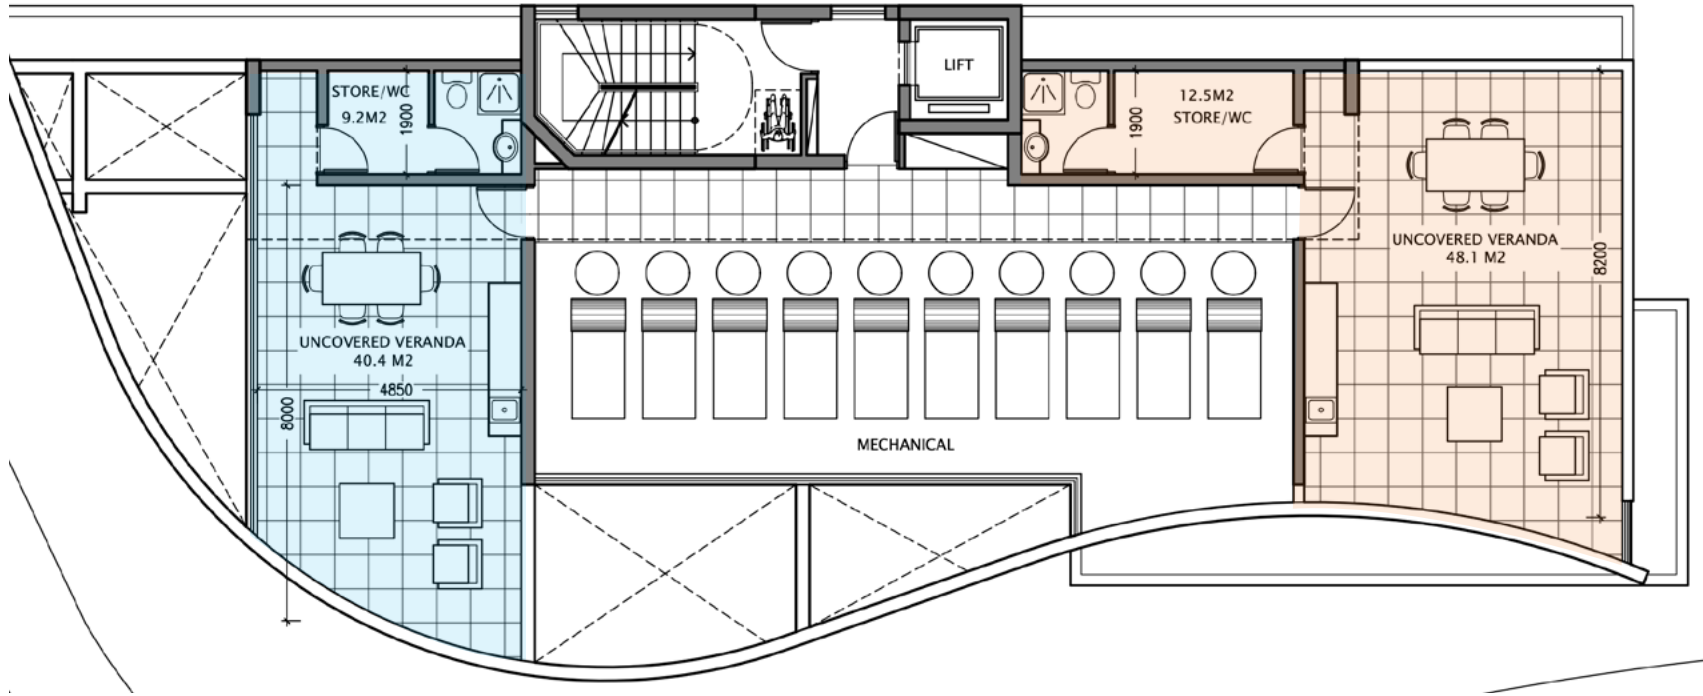 LIFT
STORE/WC
9.2M2
1900
12.5M2
STORE/WC
1900
UNCOVERED VERANDA
48.1 M2
8200
UNCOVERED VERANDA
40.4 M2
4850
8000
MECHANICAL